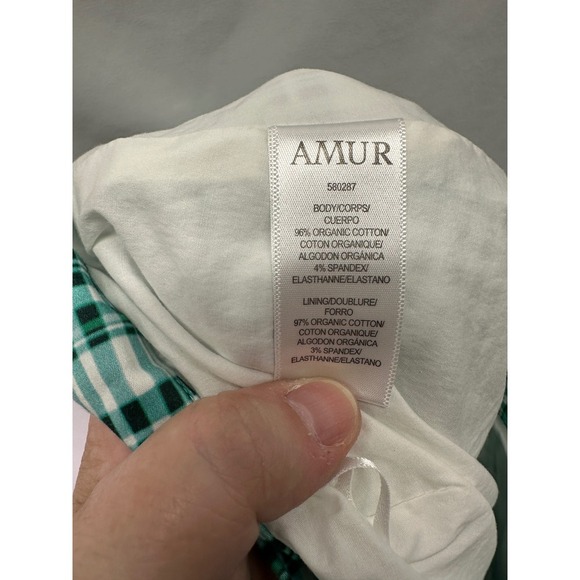 AMUR
580287
BODY/CORPS/
CUERPO
96% ORGANIC COTTON/
COTON ORGANIQUE/
ALGODON ORGÁNICA
4% SPANDEX/
ELASTHANNE/ELASTANO
LINING/DOUBLURE/
FORRO
97% ORGANIC COTTON/
COTON ORGANIQUE/
ALGODON ORGÁNICA
3% SPANDEX/
ELASTHANNE/ELASTANO